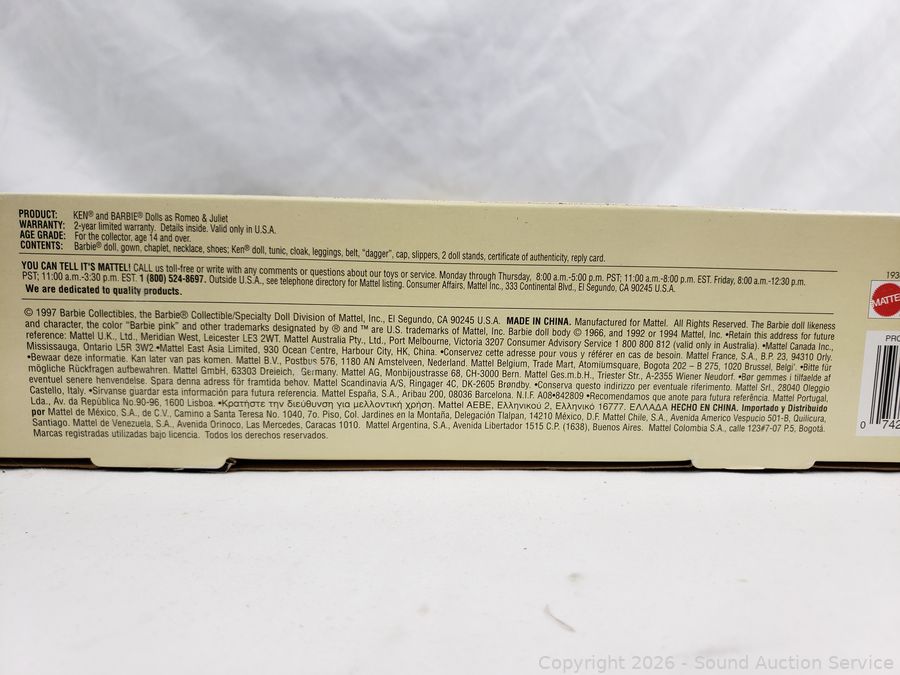 PRODUCT: KEN® and BARBIE® Dolls as Romeo & Juliet
WARRANTY: 2-year limited warranty. Details inside. Valid only in U.S.A.
AGE GRADE: For the collector, age 14 and over.
CONTENTS: Barbie® doll, gown, chaplet, necklace, shoes; Ken® doll, tunic, cloak, leggings, belt, "dagger", cap, slippers, 2 doll stands, certificate of authenticity, reply card.
YOU CAN TELL IT'S MATTEL! CALL us toll-free or write with any comments or questions about our toys or service. Monday through Thursday, 8:00 a.m.-5:00 p.m. PST; 11:00 a.m.-8:00 p.m. EST. Friday, 8:00 a.m.-12:30 p.m.
PST; 11:00 a.m.-3:30 p.m. EST. 1 (800) 524-8697. Outside U.S.A., see telephone directory for Mattel listing. Consumer Affairs, Mattel Inc., 333 Continental Blvd., El Segundo, CA 90245 U.S.A.
We are dedicated to quality products.
© 1997 Barbie Collectibles, the Barbie® Collectible/Specialty Doll Division of Mattel, Inc., El Segundo, CA 90245 U.S.A. MADE IN CHINA. Manufactured for Mattel. All Rights Reserved. The Barbie doll likeness
and character, the color "Barbie pink" and other trademarks designated by ® and ™ are U.S. trademarks of Mattel, Inc. Barbie doll body © 1966, and 1992 or 1994 Mattel, Inc. •Retain this address for future
reference: Mattel U.K., Ltd., Meridian West, Leicester LE3 2WT. Mattel Australia Pty., Ltd., Port Melbourne, Victoria 3207 Consumer Advisory Service 1 800 800 812 (valid only in Australia). •Mattel Canada Inc.,
Mississauga, Ontario L5R 3W2.•Mattel East Asia Limited, 930 Ocean Centre, Harbour City, HK, China. •Conservez cette adresse pour vous y référer en cas de besoin. Mattel France, S.A., B.P. 23, 94310 Orly.
•Bewaar deze informatie. Kan later van pas komen. Mattel B.V., Postbus 576, 1180 AN Amstelveen, Nederland. Mattel Belgium, Trade Mart, Atomiumsquare, Bogota 202 – B 275, 1020 Brussel, Belgi'. •Bitte für
mögliche Rückfragen aufbewahren. Mattel GmbH, 63303 Dreieich, Germany. Mattel AG, Monbijoustrasse 68, CH-3000 Bern. Mattel Ges.m.b.H., Triester Str., A-2355 Wiener Neudorf. •Bør gemmes i tilfælde af
eventuel senere henvendelse. Spara denna adress för framtida behov. Mattel Scandinavia A/S, Ringager 4C, DK-2605 Brøndby. •Conserva questo indirizzo per eventuale riferimento. Mattel Srl., 28040 Oleggio
Castello, Italy. •Sírvanse guardar esta información para futura referencia. Mattel España, S.A., Aribau 200, 08036 Barcelona. N.I.F. A08•842809 •Recomendamos que anote para futura referência. Mattel Portugal,
Lda., Av. da República No.90-96, 1600 Lisboa. •Κρατήστε την διεύθυνση για μελλοντική χρήση. Mattel AEBE, Ελληνικού 2, Ελληνικό 16777. ΕΛΛΑΔΑ HECHO EN CHINA. Importado y Distribuido
por Mattel de México, S.A., de C.V., Camino a Santa Teresa No. 1040, 7o. Piso, Col. Jardines en la Montaña, Delegación Tlalpan, 14210 México, D.F. Mattel Chile, S.A., Avenida Americo Vespucio 501-B, Quilicura,
Santiago. Mattel de Venezuela, S.A., Avenida Orinoco, Las Mercedes, Caracas 1010. Mattel Argentina, S.A., Avenida Libertador 1515 C.P. (1638), Buenos Aires. Mattel Colombia S.A., calle 123#7-07 P.5, Bogotá.
Marcas registradas utilizadas bajo licencia. Todos los derechos reservados.
193
MATTE
PRO
0 742
Copyright 2026 - Sound Auction Service